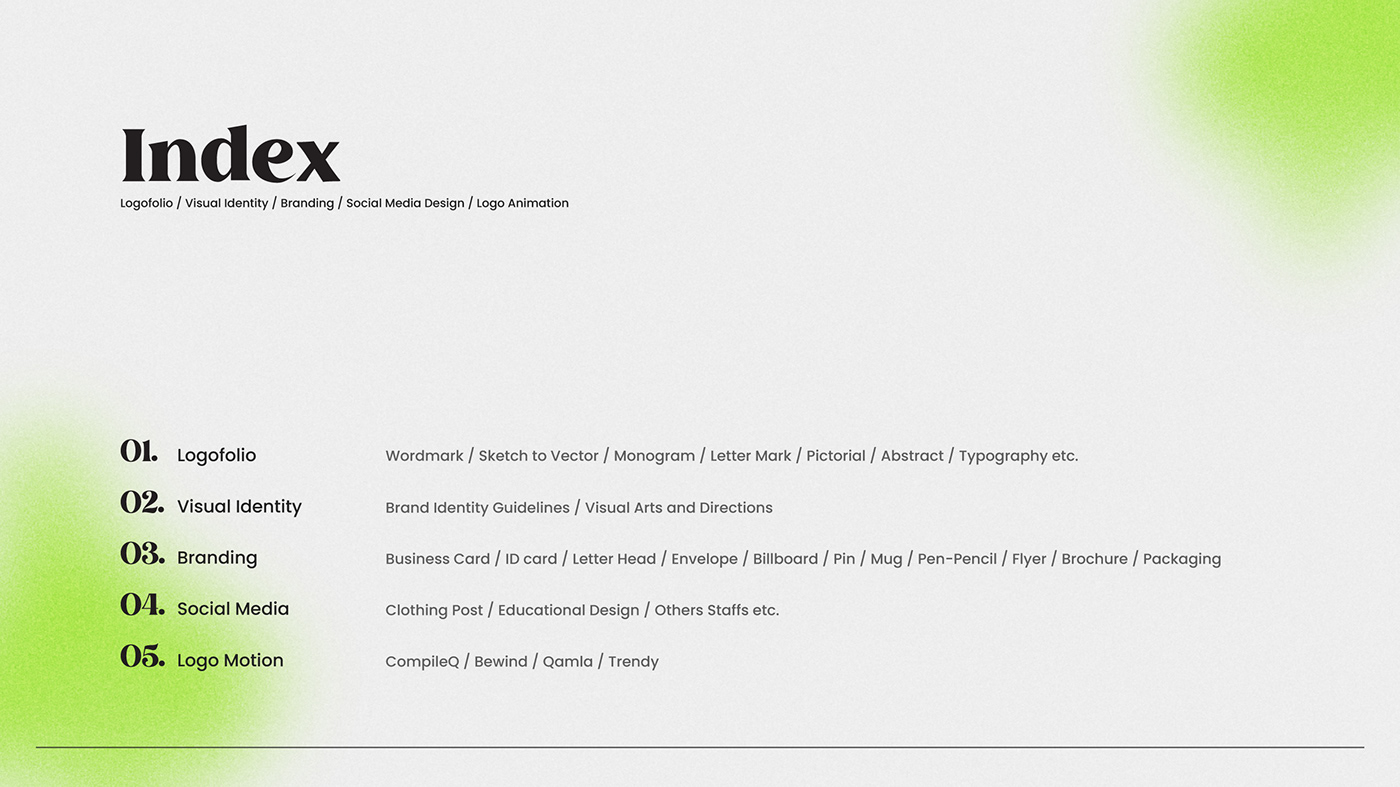 Index
Logofolio / Visual Identity / Branding / Social Media Design / Logo Animation
01. Logofolio Wordmark / Sketch to Vector / Monogram / Letter Mark / Pictorial / Abstract / Typography etc.
02. Visual Identity Brand Identity Guidelines / Visual Arts and Directions
03. Branding Business Card / ID card / Letter Head / Envelope / Billboard / Pin / Mug / Pen-Pencil / Flyer / Brochure / Packaging
04. Social Media Clothing Post / Educational Design / Others Staffs etc.
05. Logo Motion CompileQ / Bewind / Qamla / Trendy